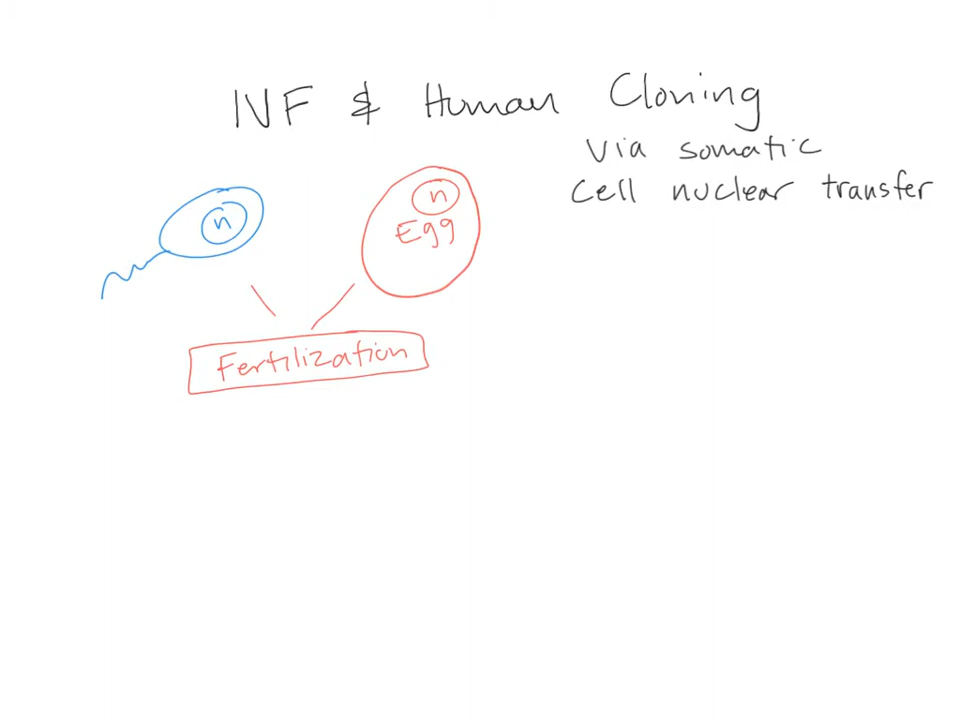 IVF & Human Cloning
via somatic
cell nuclear transfer
n
n
Egg
Fertilization